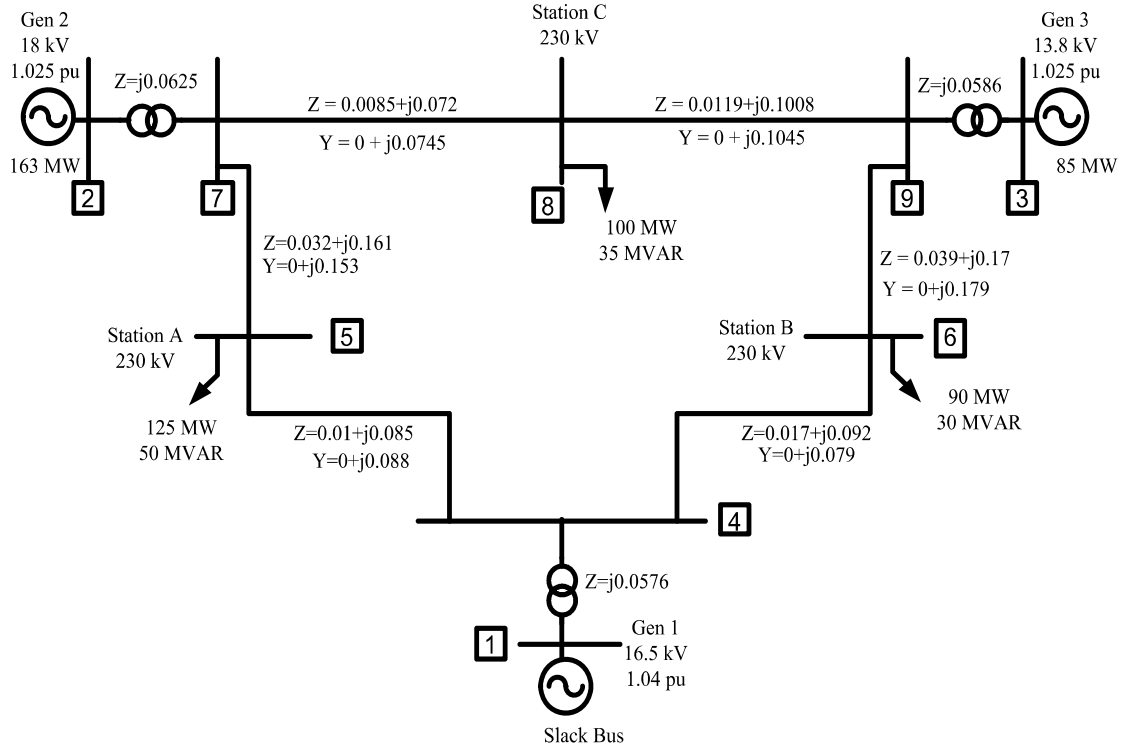 Gen 2
18 kV
1.025 pu
Z=j0.0625
Station C
230 kV
Gen 3
13.8 kV
1.025 pu
Z=j0.0586
Z = 0.0085+j0.072
Y = 0 + j0.0745
Z = 0.0119+j0.1008
Y = 0 + j0.1045
163 MW
85 MW
2
7
8
9
3
100 MW
35 MVAR
Z=0.032+j0.161
Y=0+j0.153
Z = 0.039+j0.17
Y = 0+j0.179
Station A
230 kV
5
Station B
230 kV
6
125 MW
50 MVAR
90 MW
30 MVAR
Z=0.01+j0.085
Y=0+j0.088
Z=0.017+j0.092
Y=0+j0.079
4
Z=j0.0576
1
Gen 1
16.5 kV
1.04 pu
Slack Bus